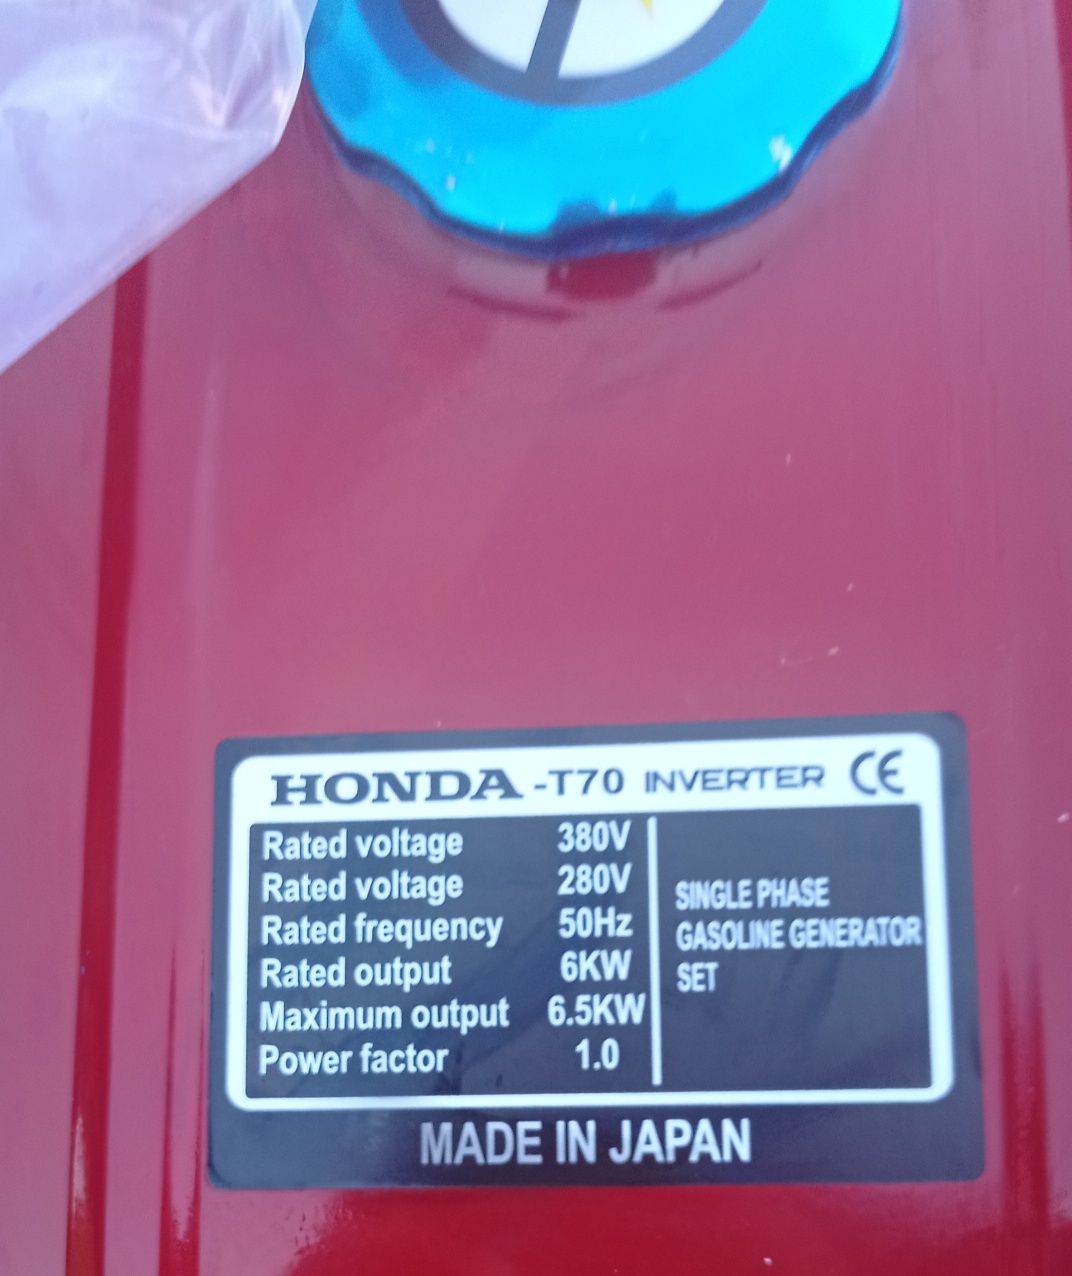 HONDA -T70 INVERTER CE
Rated voltage 380V
Rated voltage 280V
Rated frequency 50Hz
Rated output 6KW
Maximum output 6.5KW
Power factor 1.0
SINGLE PHASE
GASOLINE GENERATOR
SET
MADE IN JAPAN